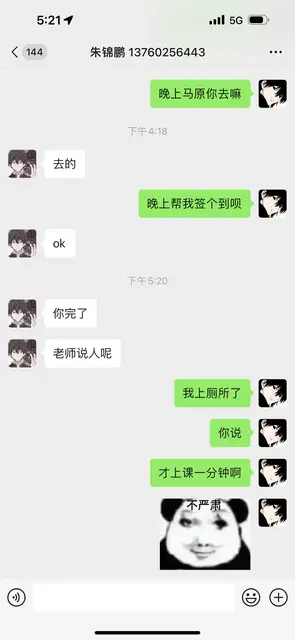 5:21
5G
144
朱锦鹏 13760256443
晚上马原你去嘛
下午4:18
去的
晚上帮我签个到呗
ok
下午5:20
你完了
老师说人呢
我上厕所了
你说
才上课一分钟啊
不严肃